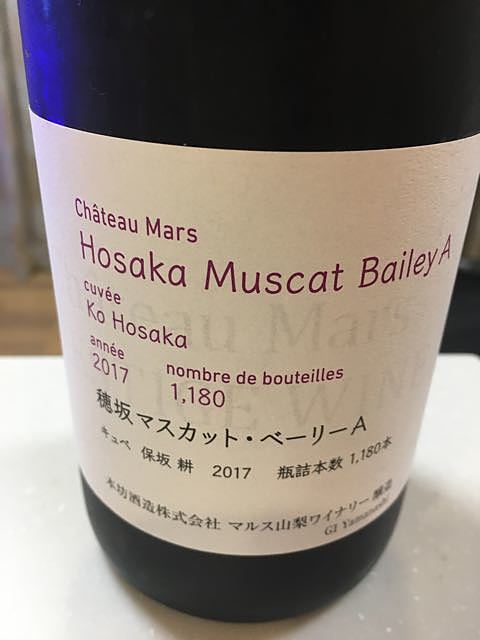 Château Mars
Hosaka Muscat Bailey A
cuvée
Ko Hosaka
année
2017
nombre de bouteilles
1,180
穂坂マスカット・ベーリーA
キュベ 保坂 耕 2017 瓶詰本数 1,180本
本坊酒造株式会社 マルス山梨ワイナリー 醸造
GI Yamanashi